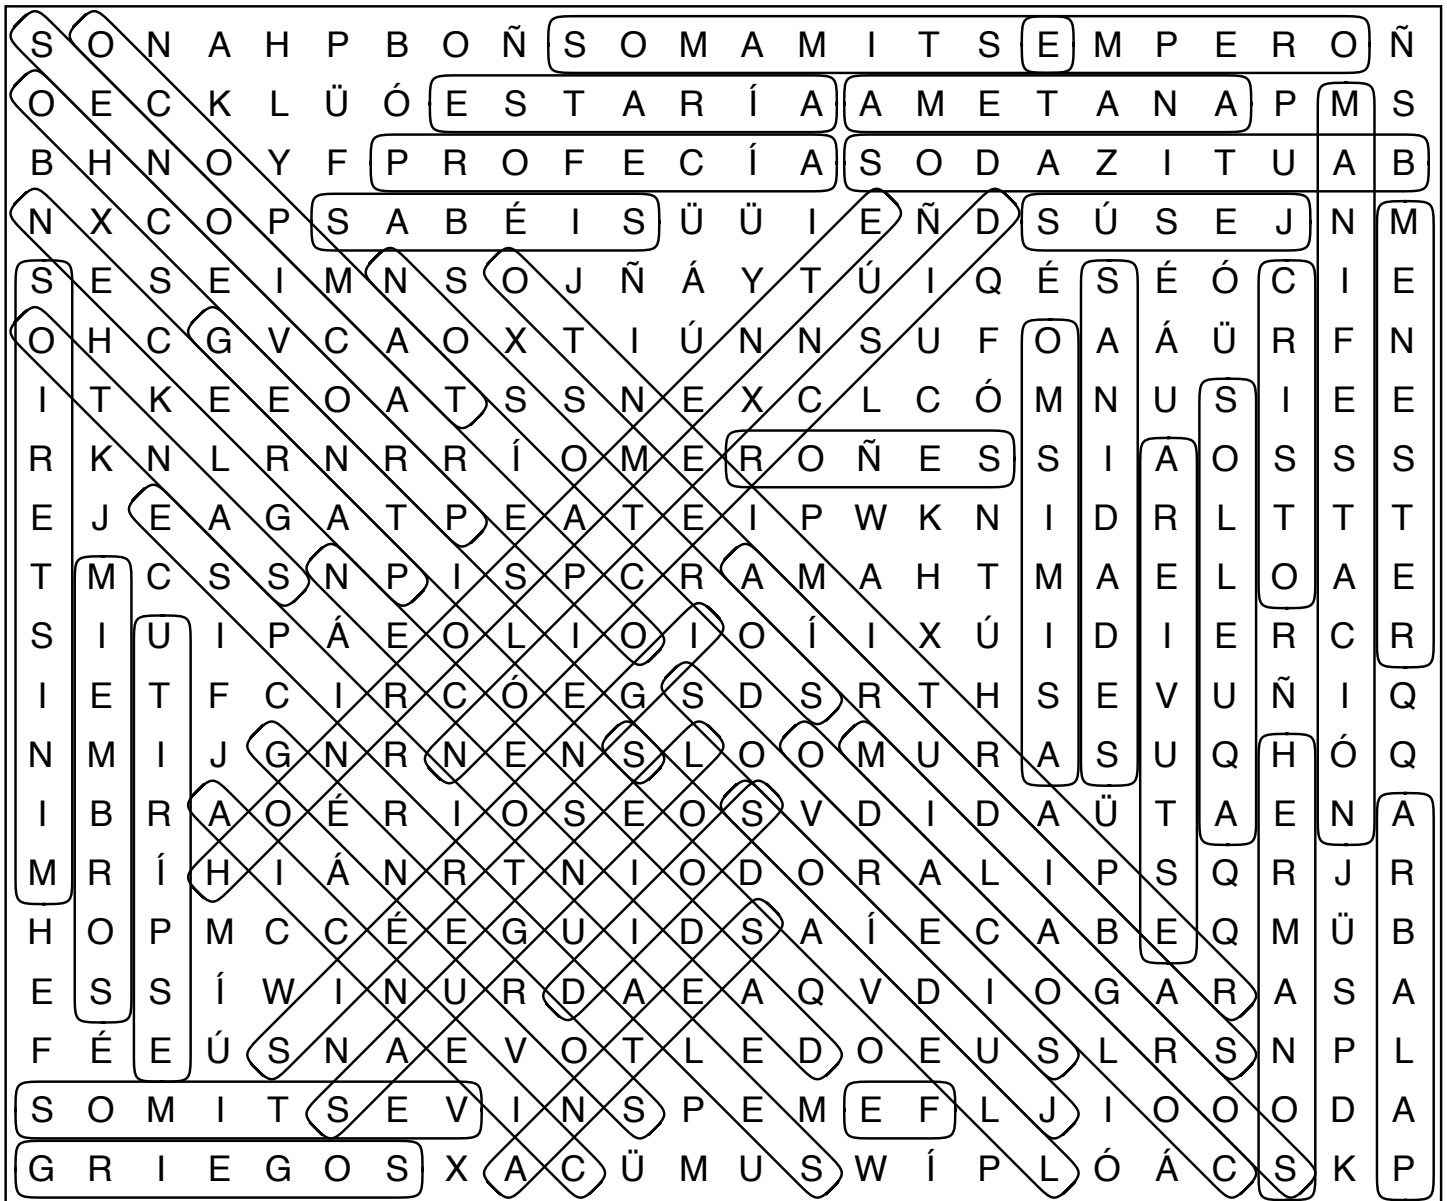 S O N A H P B O Ñ S O M A M I T S E M P E R O Ñ
O E C K L Ü Ó E S T A R Í A A M E T A N A P M S
B H N O Y F P R O F E C Í A S O D A Z I T U A B
N X C O P S A B É I S Ü Ü I E Ñ D S Ú S E J N M
S E S E I M N S O J Ñ Á Y T Ú I Q É S É Ó C I E
O H C G V C A O X T I Ú N N S U F O A Á Ü R F N
I T K E E O A T S S N E X C L C Ó M N U S I E E
R K N L R N R R Í O M E R O Ñ E S S I A O S S S
E J E A G A T P E A T E I P W K N I D R L T T T
T M C S S N P I S P C R A M A H T M A E L O A E
S I U I P Á E O L I O I O Í I X Ú I D I E R C R
I E T F C I R C Ó E G S D S R T H S E V U Ñ I Q
N M I J G N R N E N S L O O M U R A S U Q H Ó Q
I B R A O É R I O S E O S V D I D A Ü T A E N A
M R Í H I Á N R T N I O D O R A L I P S Q R J R
H O P M C C É E G U I D S A Í E C A B E Q M Ü B
E S S Í W I N U R D A E A Q V D I O G A R A S A
F É E Ú S N A E V O T L E D O E U S L R S N P L
S O M I T S E V I N S P E M E F L J I O O O D A
G R I E G O S X A C Ü M U S W Í P L Ó Á C S K P